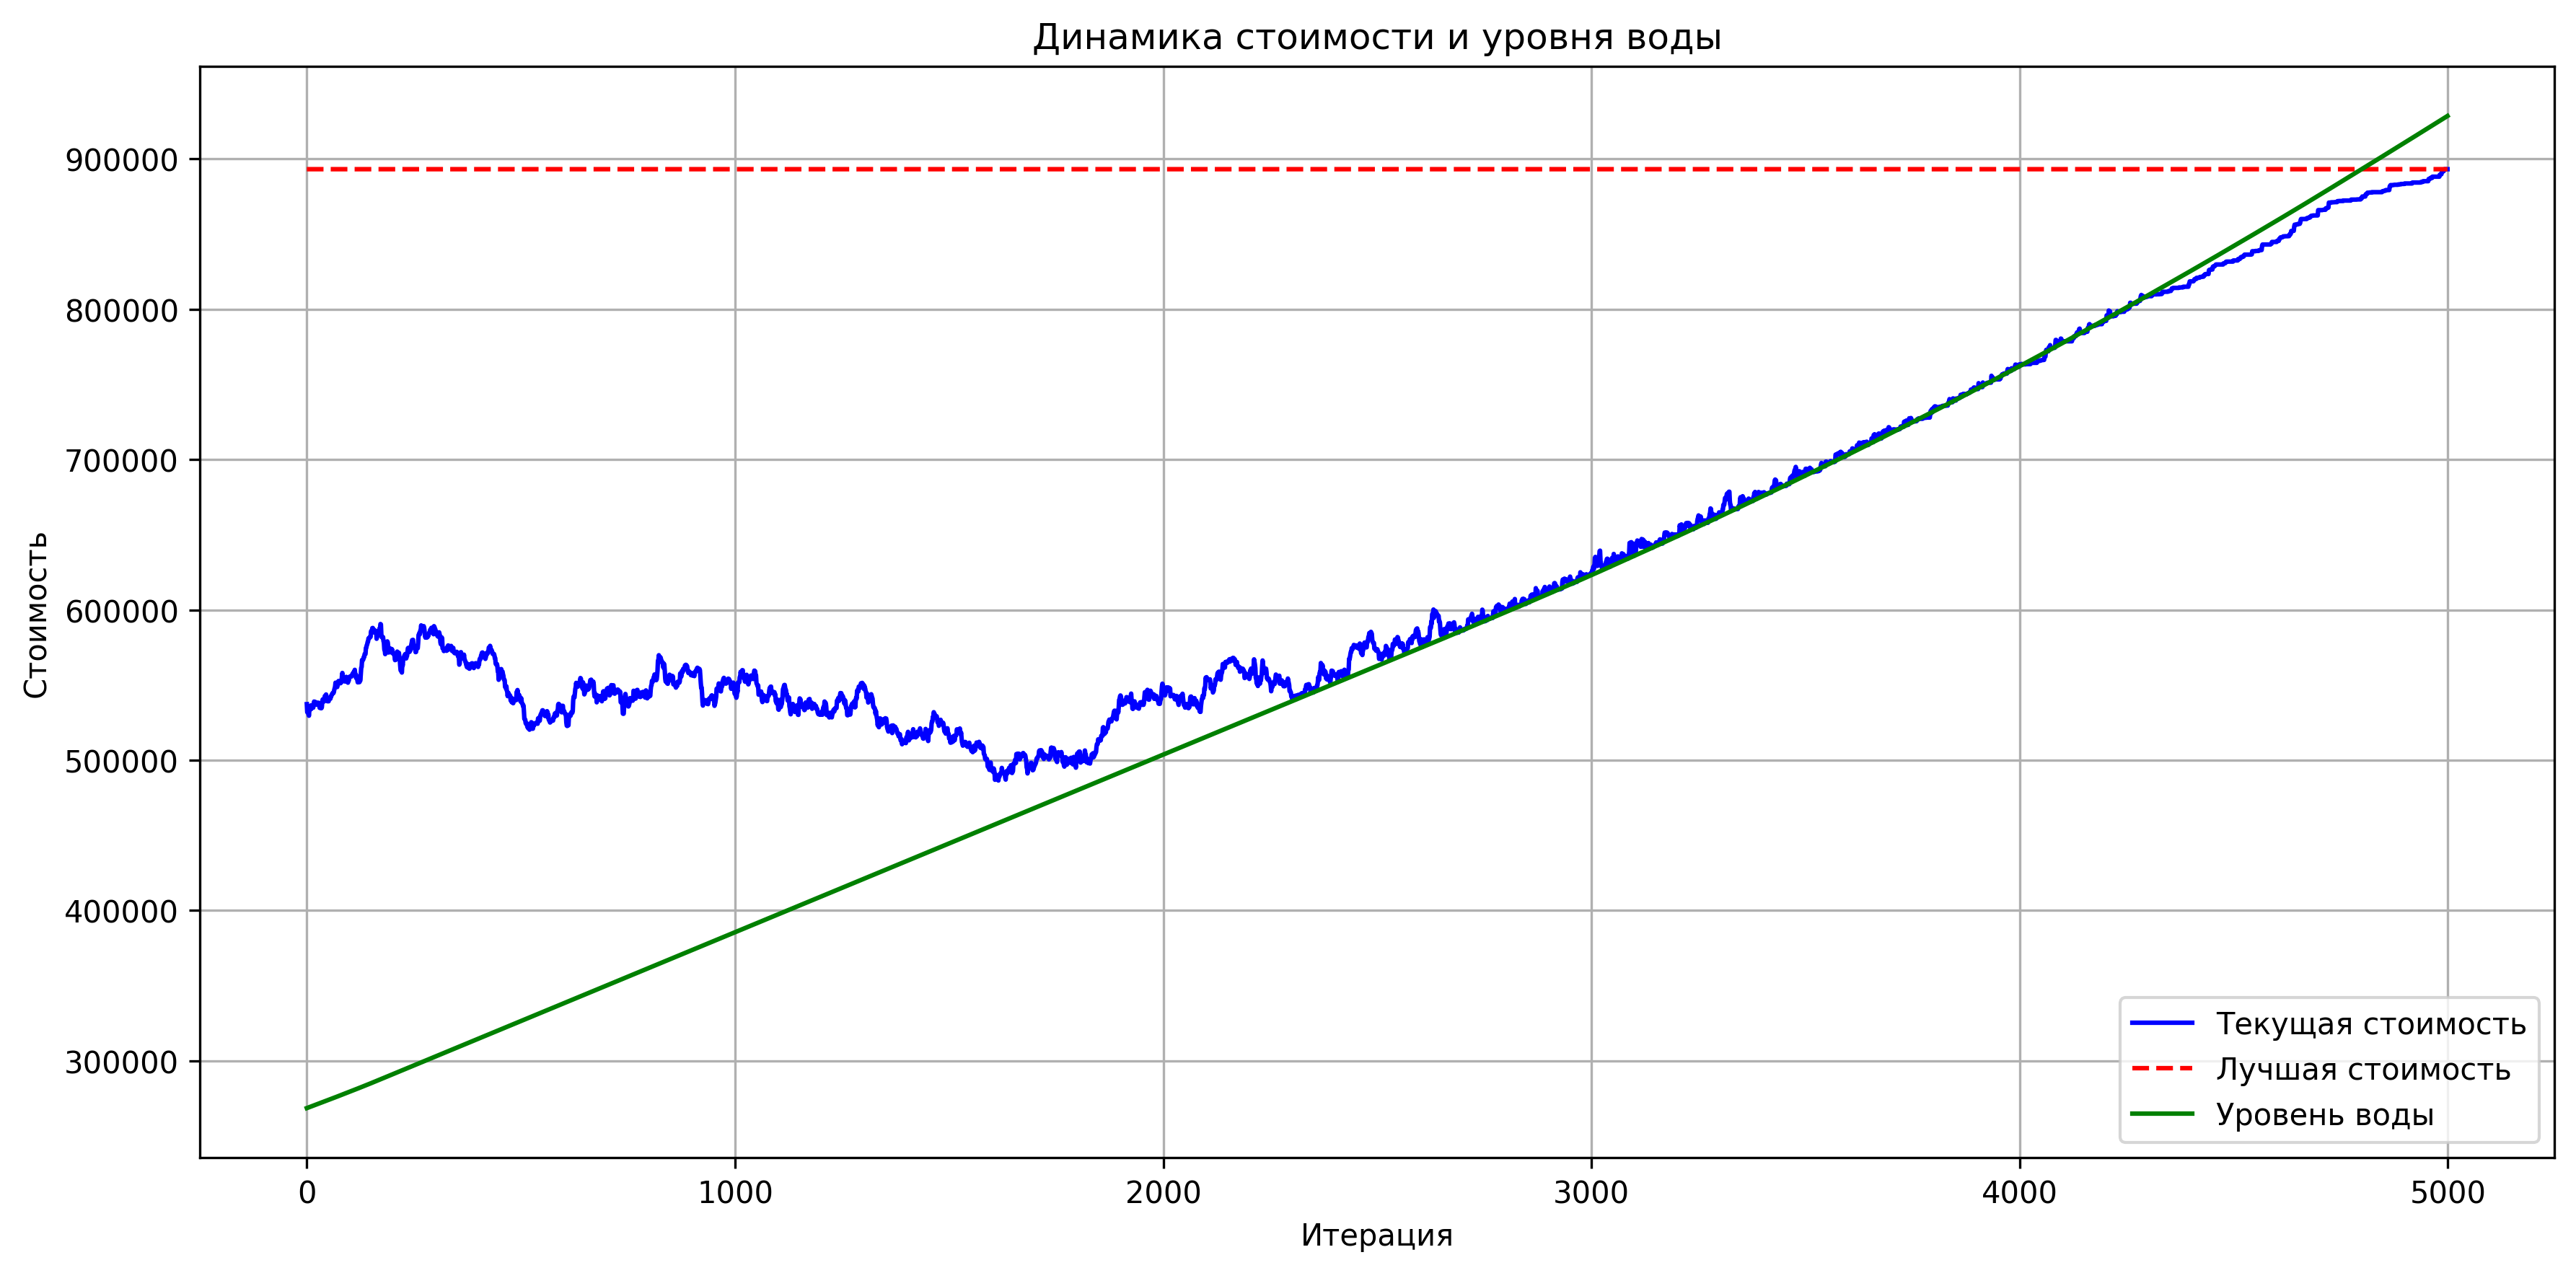 Динамика стоимости и уровня воды
Стоимость
900000
800000
700000
600000
500000
400000
300000
0 1000 2000 3000 4000 5000
Итерация
Текущая стоимость
Лучшая стоимость
Уровень воды